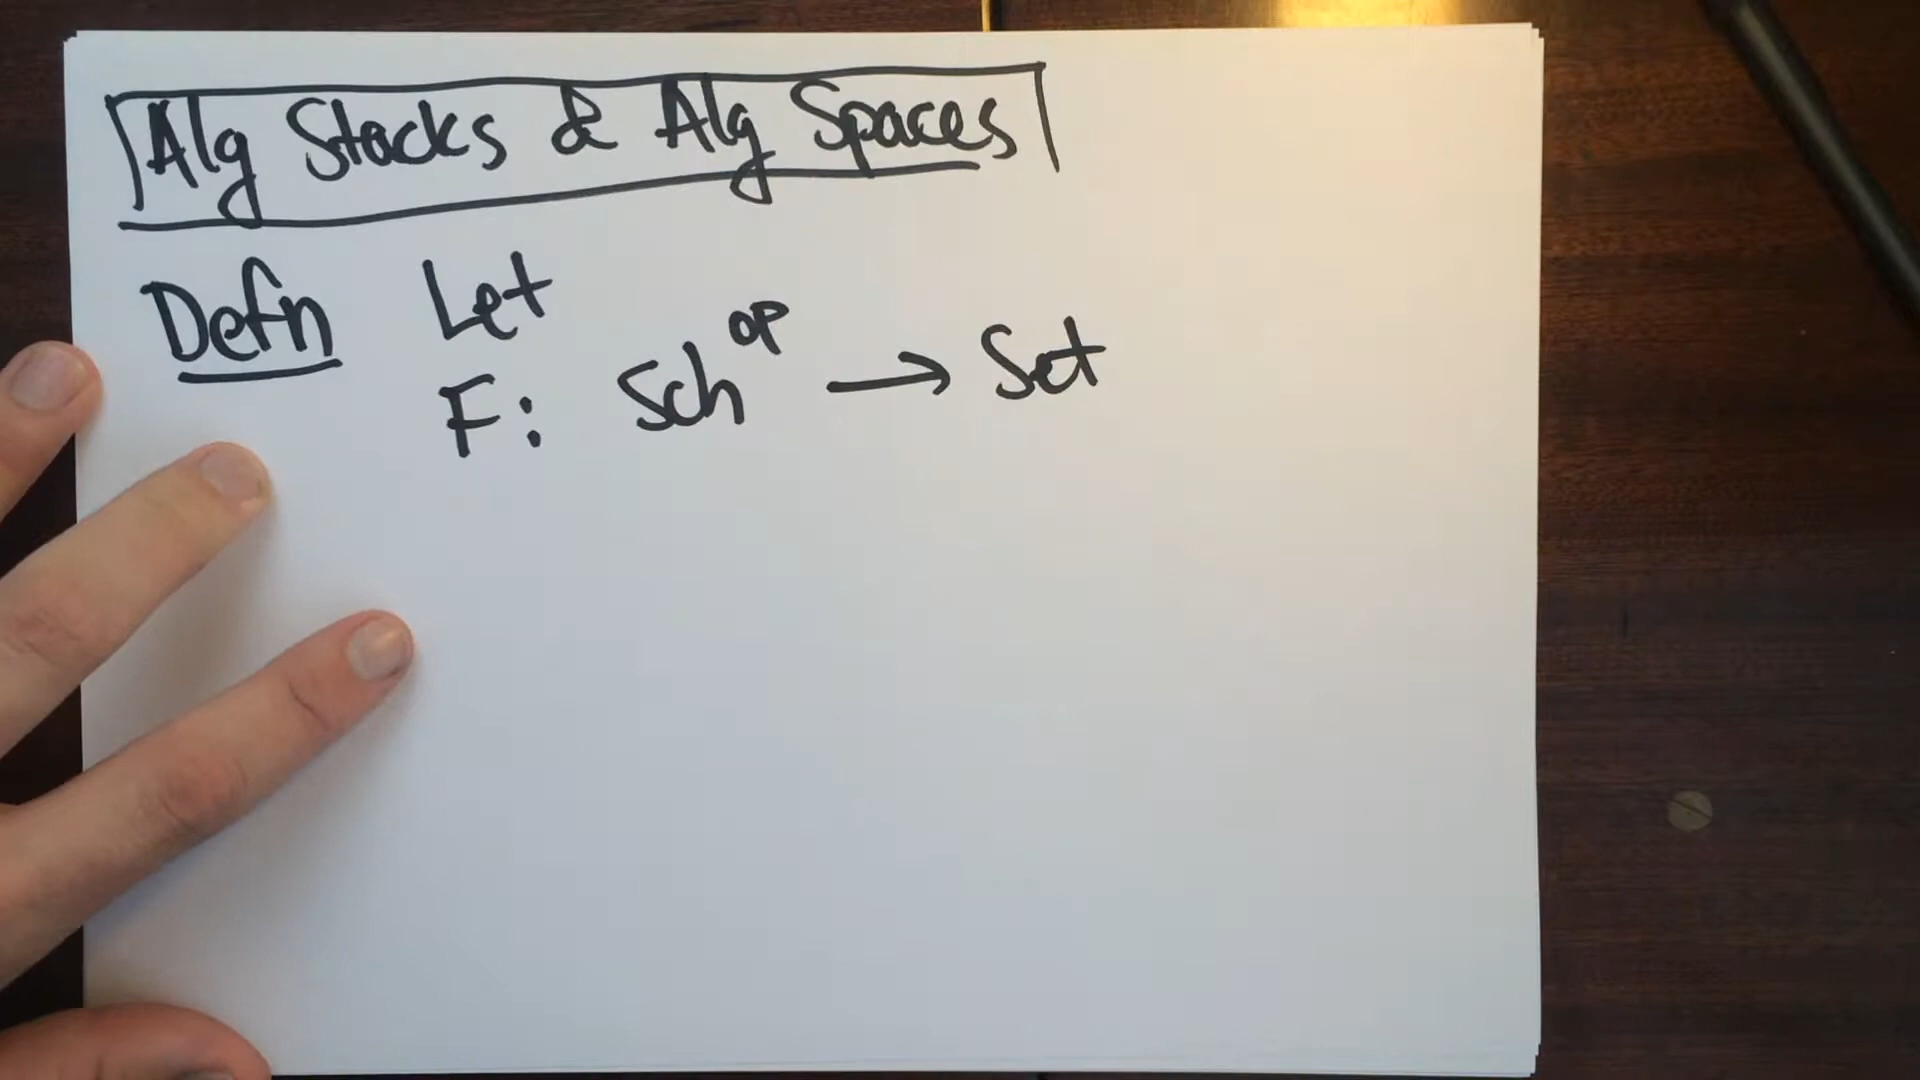 Alg Stacks & Alg Spaces
Defn Let
F: Sch^op → Set